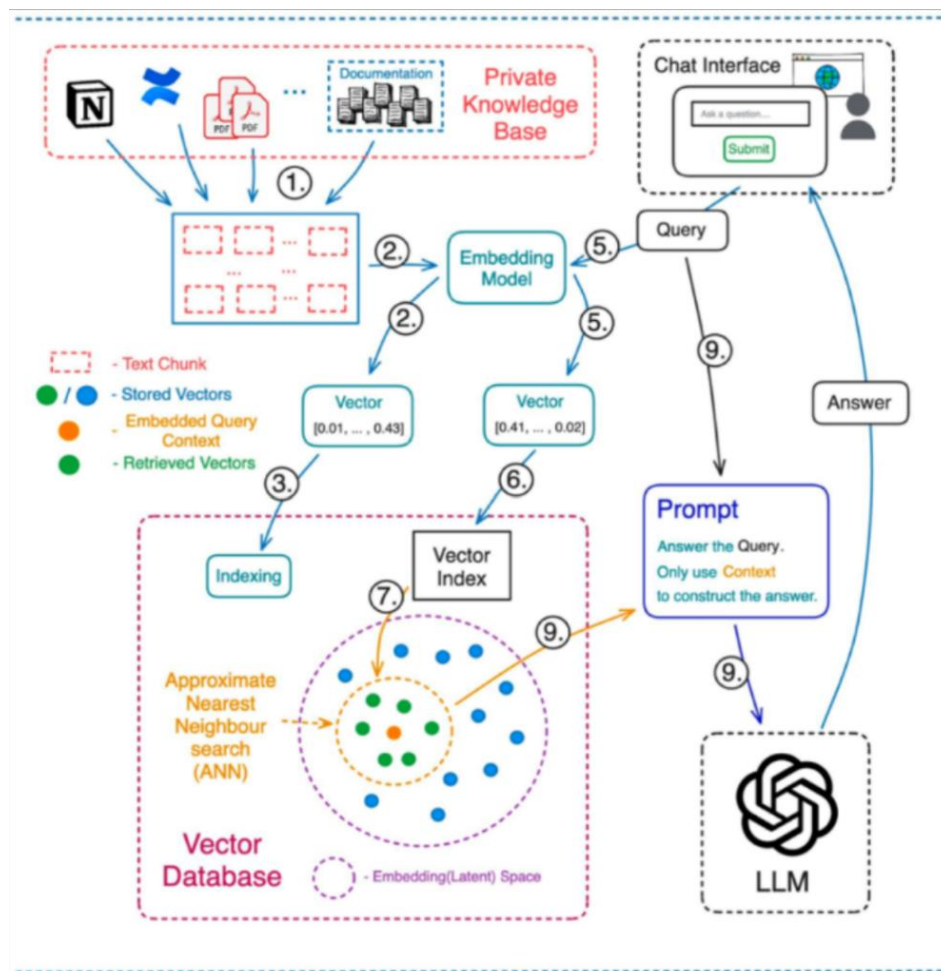 Documentation
Private
Knowledge
Base
PDF
PDF
...
Chat Interface
Ask a question....
Submit
1.
...
...
...
...
2.
Embedding
Model
5.
Query
2.
5.
9.
- Text Chunk
/ - Stored Vectors
- Embedded Query
Context
- Retrieved Vectors
Vector
[0.01, ... , 0.43]
Vector
[0.41, ... , 0.02]
Answer
3.
6.
Indexing
Vector
Index
Prompt
Answer the Query.
Only use Context
to construct the answer.
7.
9.
9.
Approximate
Nearest
Neighbour
search
(ANN)
Vector
Database
- Embedding(Latent) Space
LLM